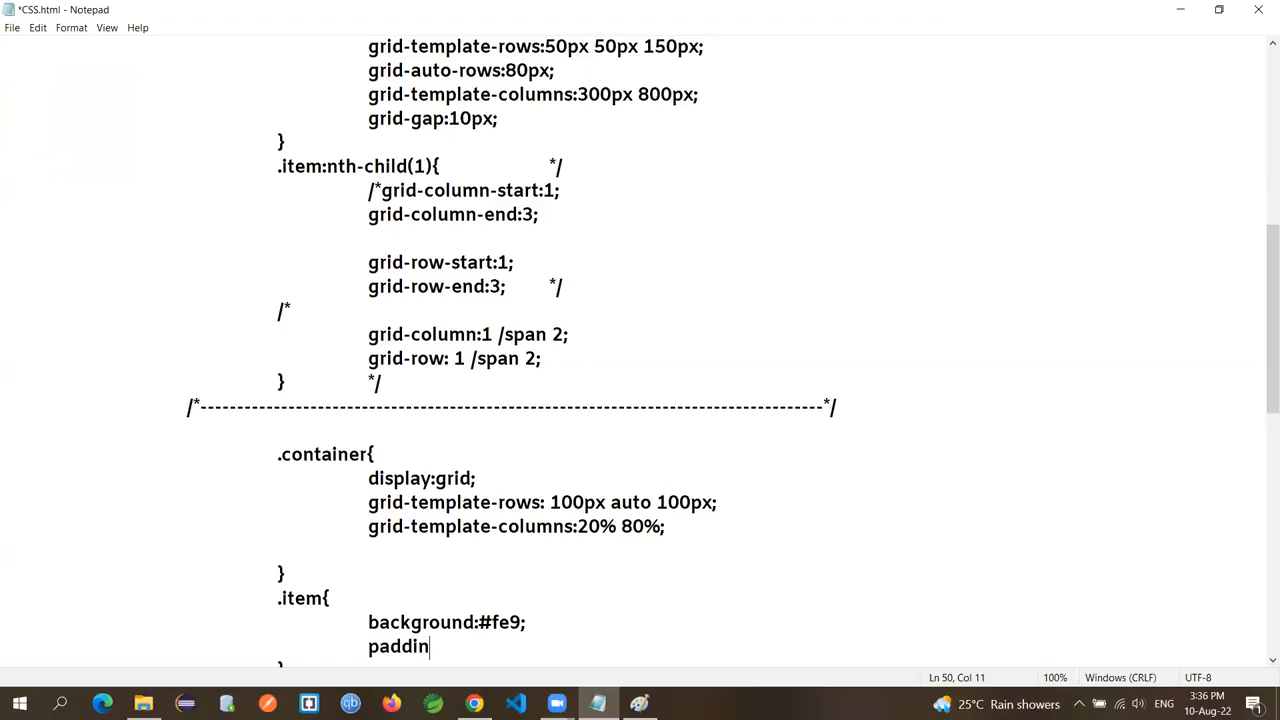 *CSS.html - Notepad
File Edit Format View Help
grid-template-rows:50px 50px 150px;
grid-auto-rows:80px;
grid-template-columns:300px 800px;
grid-gap:10px;
}
.item:nth-child(1){ */
/*grid-column-start:1;
grid-column-end:3;
grid-row-start:1;
grid-row-end:3; */
/*
grid-column:1 /span 2;
grid-row: 1 /span 2;
} */
/*-------------------------------------------------------------------------------------*/
.container{
display:grid;
grid-template-rows: 100px auto 100px;
grid-template-columns:20% 80%;
}
.item{
background:#fe9;
paddin
}
Ln 50, Col 11 100% Windows (CRLF) UTF-8
25°C Rain showers ENG 3:36 PM
10-Aug-22